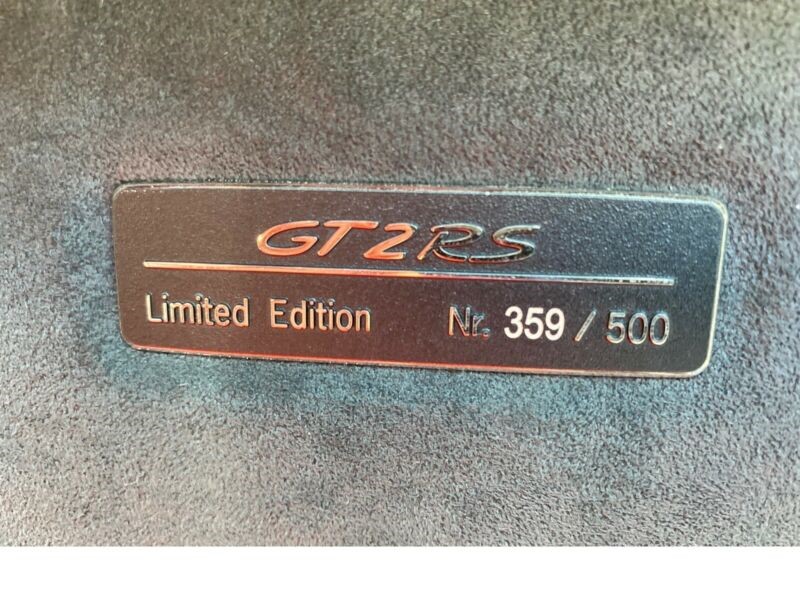 GT2RS
Limited Edition Nr. 359 / 500